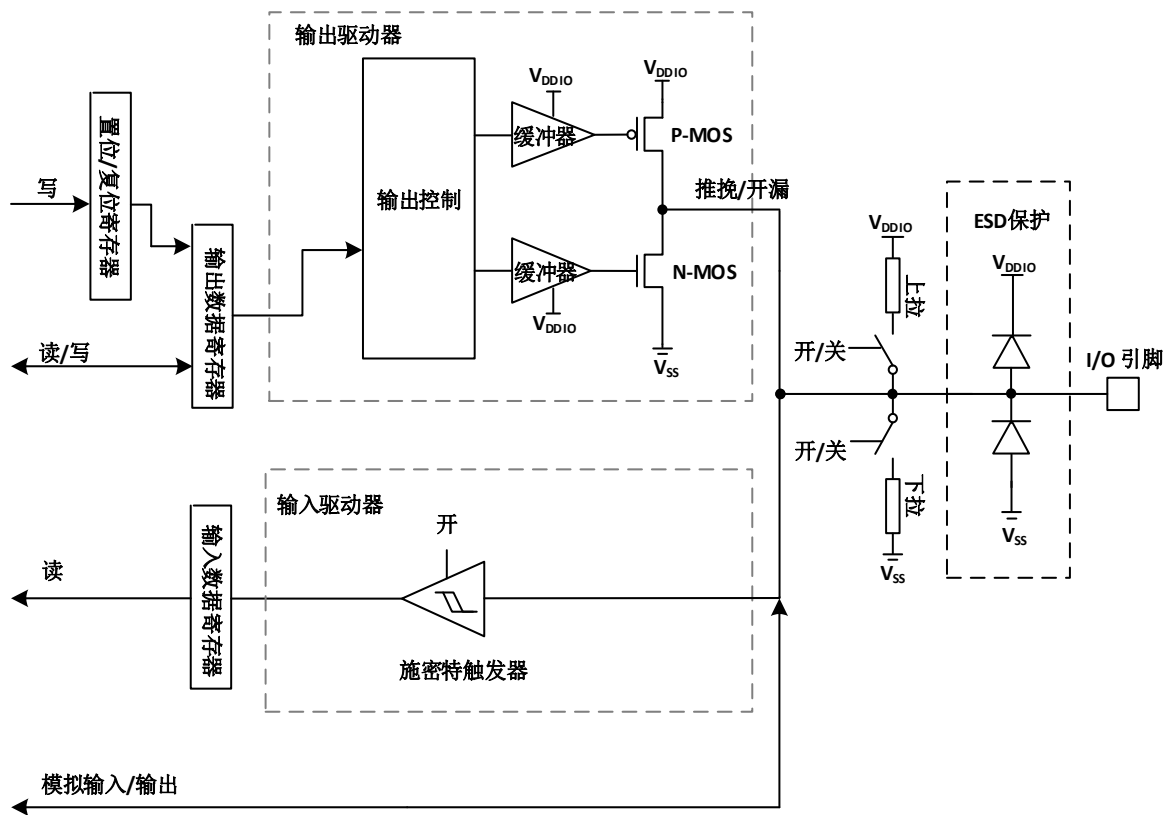 输出驱动器
置位/复位寄存器
写
输出数据寄存器
读/写
输出控制
VDDIO
缓冲器
VDDIO
P-MOS
推挽/开漏
缓冲器
VDDIO
N-MOS
VSS
VDDIO
上拉
开/关
开/关
下拉
VSS
ESD保护
VDDIO
VSS
I/O 引脚
输入驱动器
开
施密特触发器
输入数据寄存器
读
模拟输入/输出